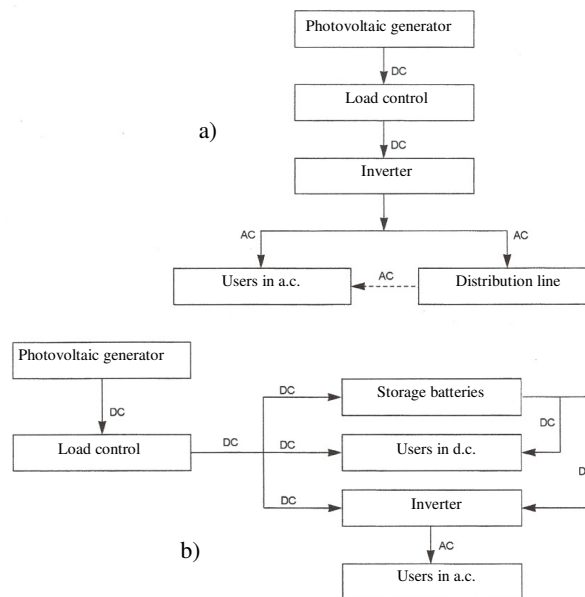 Photovoltaic generator
DC
Load control
a)
DC
Inverter
AC
AC
Users in a.c.
AC
Distribution line
Photovoltaic generator
DC
Load control
DC
DC
Storage batteries
DC
DC
Users in d.c.
D
DC
Inverter
AC
b)
Users in a.c.